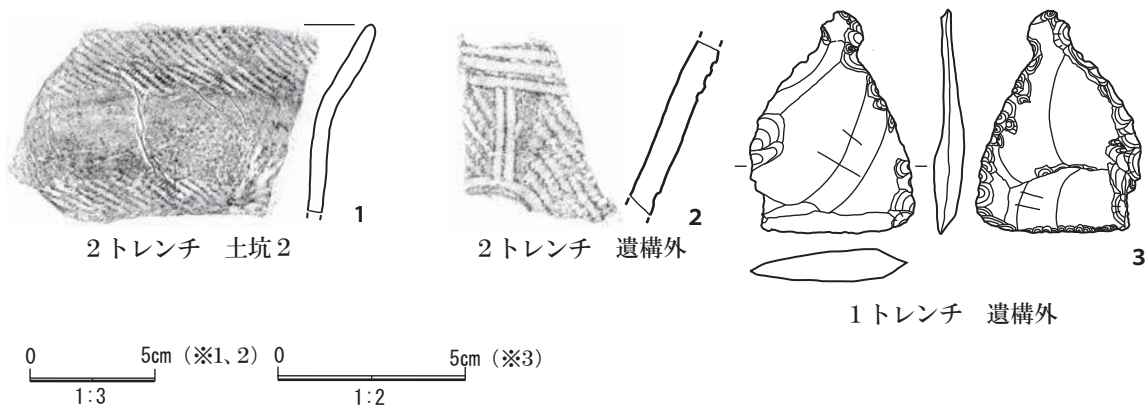 1
2トレンチ　土坑2
2
2トレンチ　遺構外
3
1トレンチ　遺構外
0 5cm（※1、2）
1:3
0 5cm（※3）
1:2